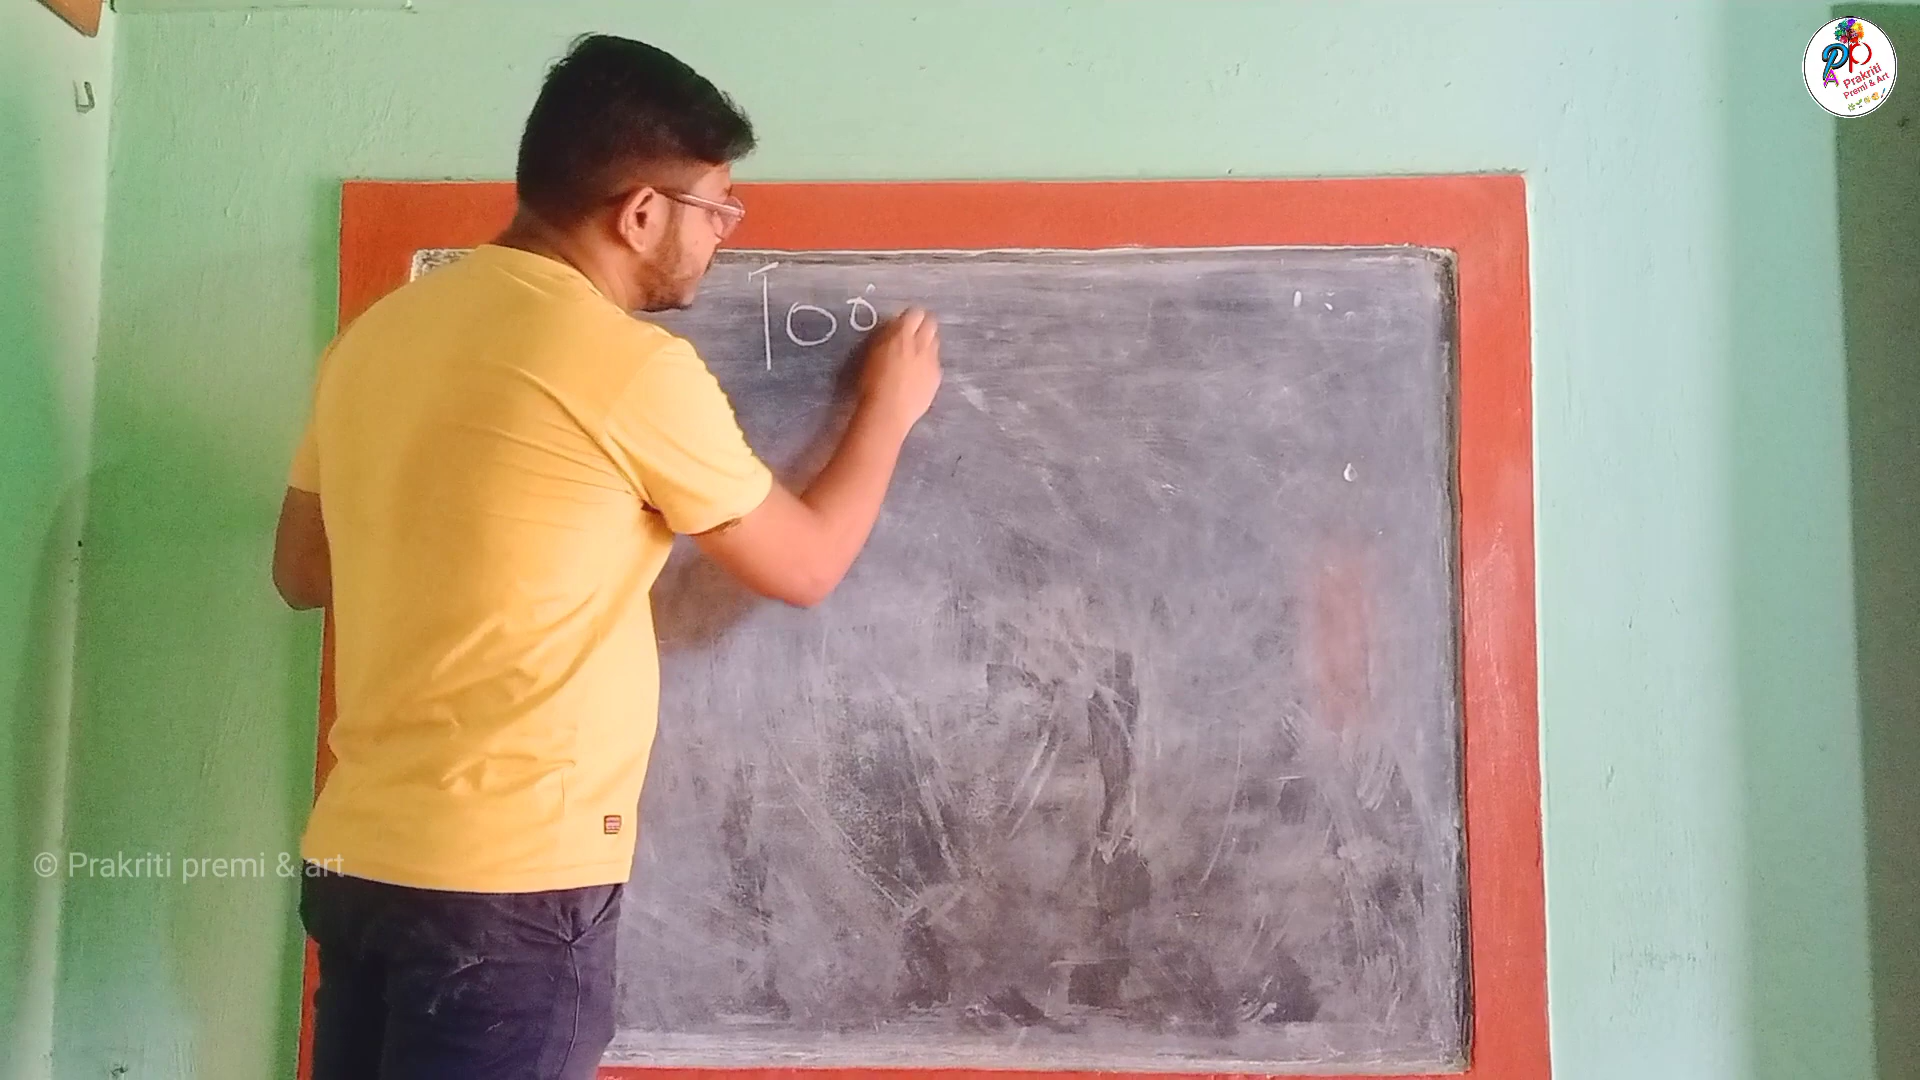 Too
Prakriti
Premi & Art
© Prakriti premi & art